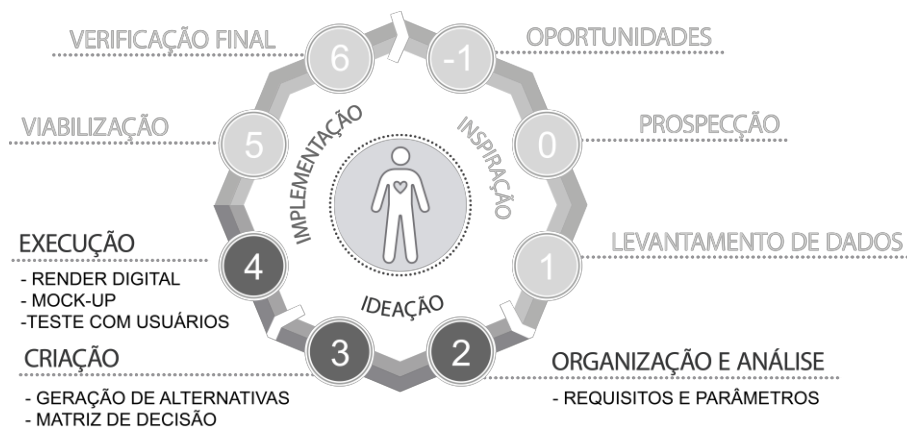 VERIFICAÇÃO FINAL
6
-1
OPORTUNIDADES
VIABILIZAÇÃO
5
0
PROSPECÇÃO
IMPLEMENTAÇÃO
INSPIRAÇÃO
EXECUÇÃO
4
1
LEVANTAMENTO DE DADOS
- RENDER DIGITAL
- MOCK-UP
-TESTE COM USUÁRIOS
IDEAÇÃO
CRIAÇÃO
3
2
ORGANIZAÇÃO E ANÁLISE
- GERAÇÃO DE ALTERNATIVAS
- MATRIZ DE DECISÃO
- REQUISITOS E PARÂMETROS